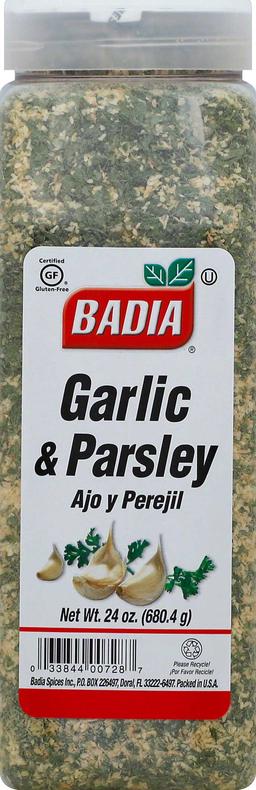 Certified
GF
Gluten-Free
U
BADIA
®
Garlic
& Parsley
Ajo y Perejil
Net Wt. 24 oz. (680.4 g)
0 33844 00728 7
Please Recycle!
¡Por Favor Recicle!
Badia Spices Inc., P.O. BOX 226497, Doral, FL 33222-6497. Packed in U.S.A.